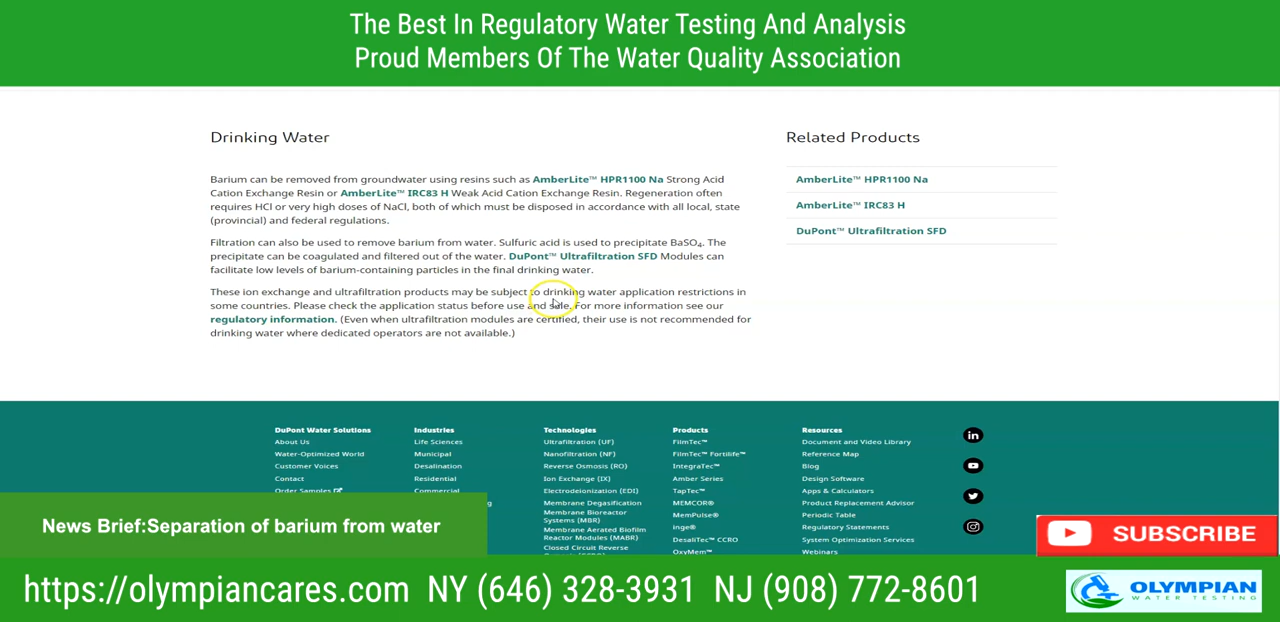 The Best In Regulatory Water Testing And Analysis
Proud Members Of The Water Quality Association
Drinking Water
Barium can be removed from groundwater using resins such as AmberLite™ HPR1100 Na Strong Acid
Cation Exchange Resin or AmberLite™ IRC83 H Weak Acid Cation Exchange Resin. Regeneration often
requires HCl or very high doses of NaCl, both of which must be disposed in accordance with all local, state
(provincial) and federal regulations.
Filtration can also be used to remove barium from water. Sulfuric acid is used to precipitate BaSO₄. The
precipitate can be coagulated and filtered out of the water. DuPont™ Ultrafiltration SFD Modules can
facilitate low levels of barium-containing particles in the final drinking water.
These ion exchange and ultrafiltration products may be subject to drinking water application restrictions in
some countries. Please check the application status before use and sale. For more information see our
regulatory information. (Even when ultrafiltration modules are certified, their use is not recommended for
drinking water where dedicated operators are not available.)
Related Products
AmberLite™ HPR1100 Na
AmberLite™ IRC83 H
DuPont™ Ultrafiltration SFD
DuPont Water Solutions
About Us
Water-Optimized World
Customer Voices
Contact
Order Samples
Industries
Life Sciences
Municipal
Desalination
Residential
Commercial
Technologies
Ultrafiltration (UF)
Nanofiltration (NF)
Reverse Osmosis (RO)
Ion Exchange (IX)
Electrodeionization (EDI)
Membrane Degasification
Membrane Bioreactor
Systems (MBR)
Membrane Aerated Biofilm
Reactor Modules (MABR)
Closed Circuit Reverse
Products
FilmTec™
FilmTec™ Fortilife™
IntegraTec™
Amber Series
TapTec™
MEMCOR®
MemPulse®
inge®
DesaliTec™ CCRO
OxyMem™
Resources
Document and Video Library
Reference Map
Blog
Design Software
Apps & Calculators
Product Replacement Advisor
Periodic Table
Regulatory Statements
System Optimization Services
Webinars
News Brief:Separation of barium from water
SUBSCRIBE
https://olympiancares.com NY (646) 328-3931 NJ (908) 772-8601
OLYMPIAN
WATER TESTING